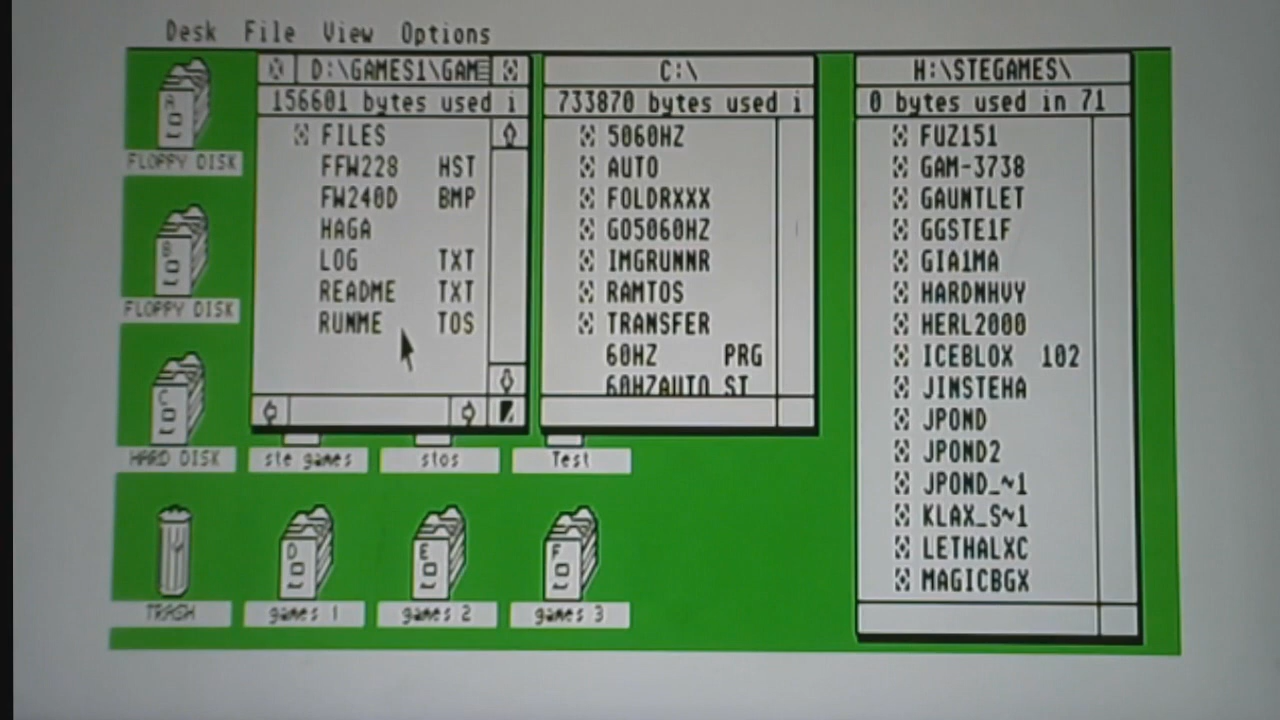 Desk File View Options
A
FLOPPY DISK
B
FLOPPY DISK
C
HARD DISK
TRASH
D:\GAMES1\GAM
156601 bytes used i
FILES
FFW228 HST
FW240D BMP
HAGA
LOG TXT
README TXT
RUNME TOS
C:\
733870 bytes used i
5060HZ
AUTO
FOLDRXXX
GO5060HZ
IMGRUNNR
RAMTOS
TRANSFER
60HZ PRG
60HZAUTO ST
H:\STEGAMES\
0 bytes used in 71
FUZ151
GAM-3738
GAUNTLET
GGSTE1F
GIA1MA
HARDNHVY
HERL2000
ICEBLOX 102
JIMSTEHA
JPOND
JPOND2
JPOND_~1
KLAX_S~1
LETHALXC
MAGICBGX
ste games
stos
Test
D
games 1
E
games 2
F
games 3